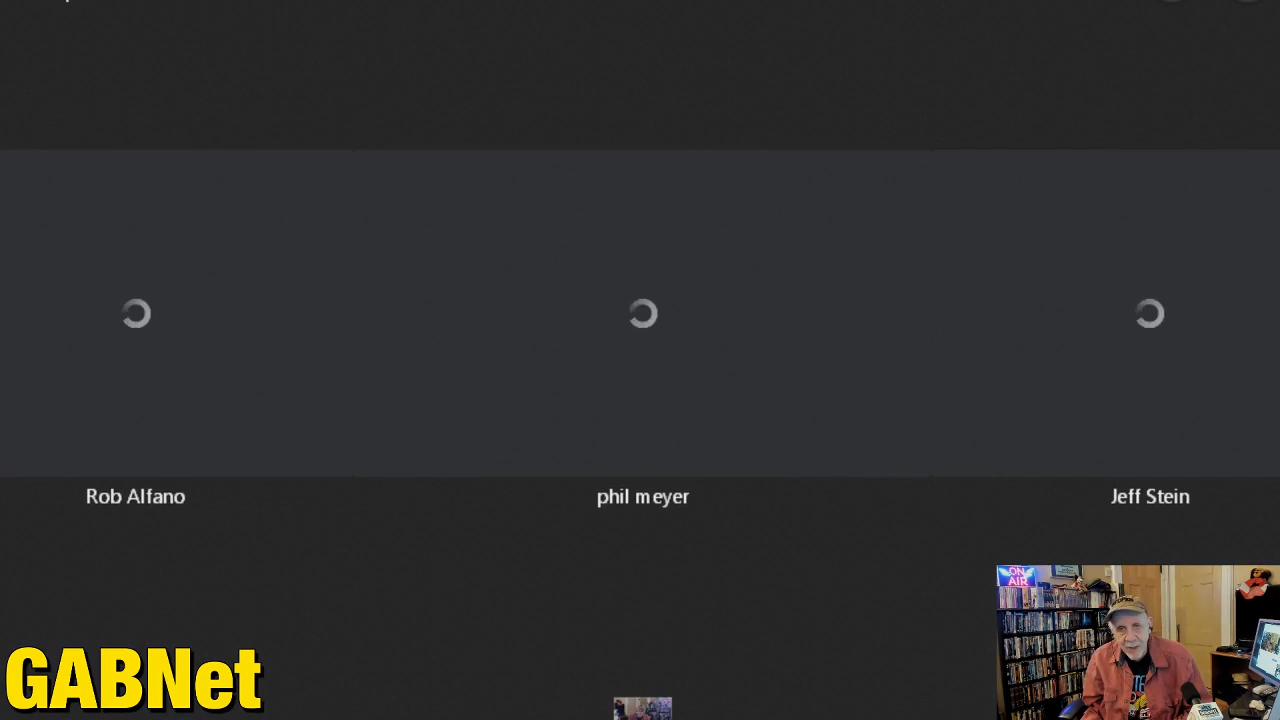 Rob Alfano
phil meyer
Jeff Stein
ON
AIR
GABNet